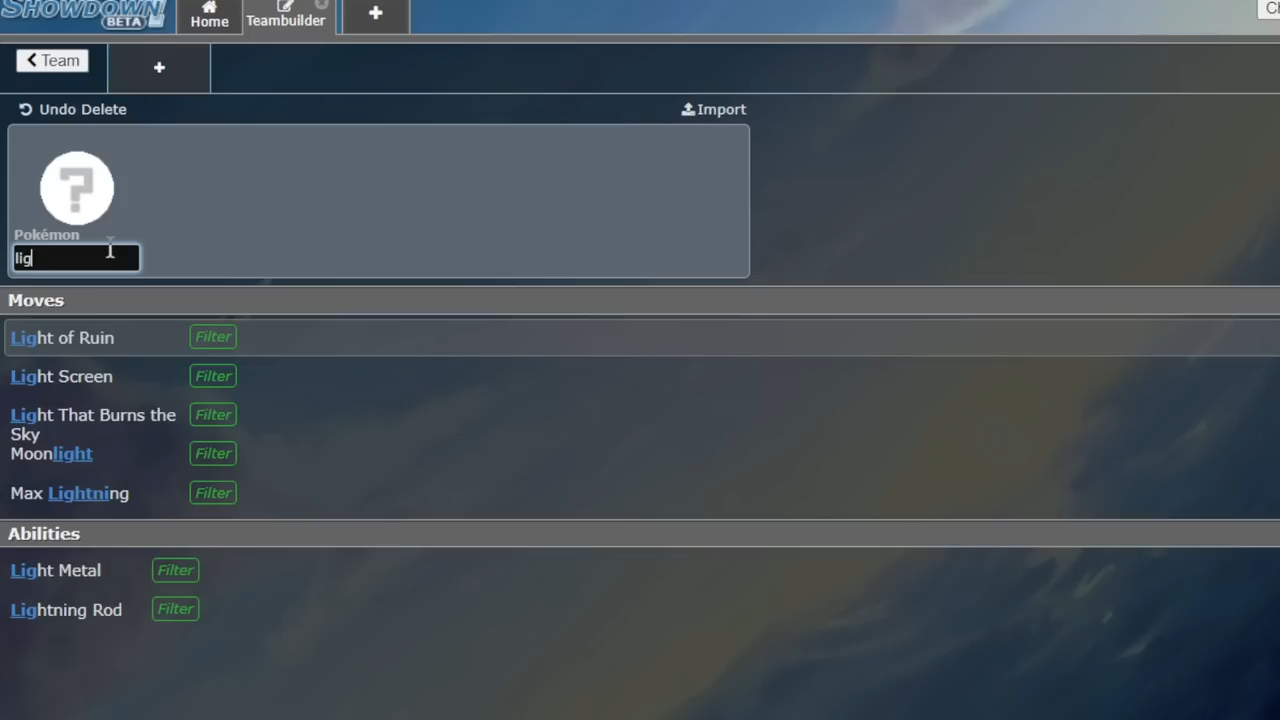 SHOWDOWN
BETA
Home
Teambuilder
Team
Undo Delete
Import
Pokémon
lig
Moves
Light of Ruin Filter
Light Screen Filter
Light That Burns the Filter
Sky
Moonlight Filter
Max Lightning Filter
Abilities
Light Metal Filter
Lightning Rod Filter